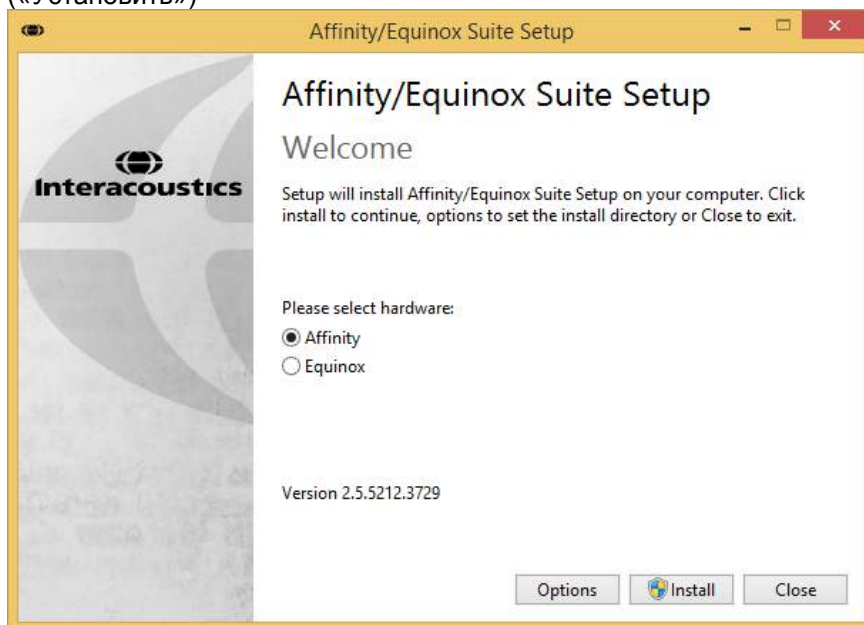 («Установить»)
Affinity/Equinox Suite Setup
Affinity/Equinox Suite Setup
Welcome
Interacoustics
Setup will install Affinity/Equinox Suite Setup on your computer. Click
install to continue, options to set the install directory or Close to exit.
Please select hardware:
Affinity
Equinox
Version 2.5.5212.3729
Options Install Close